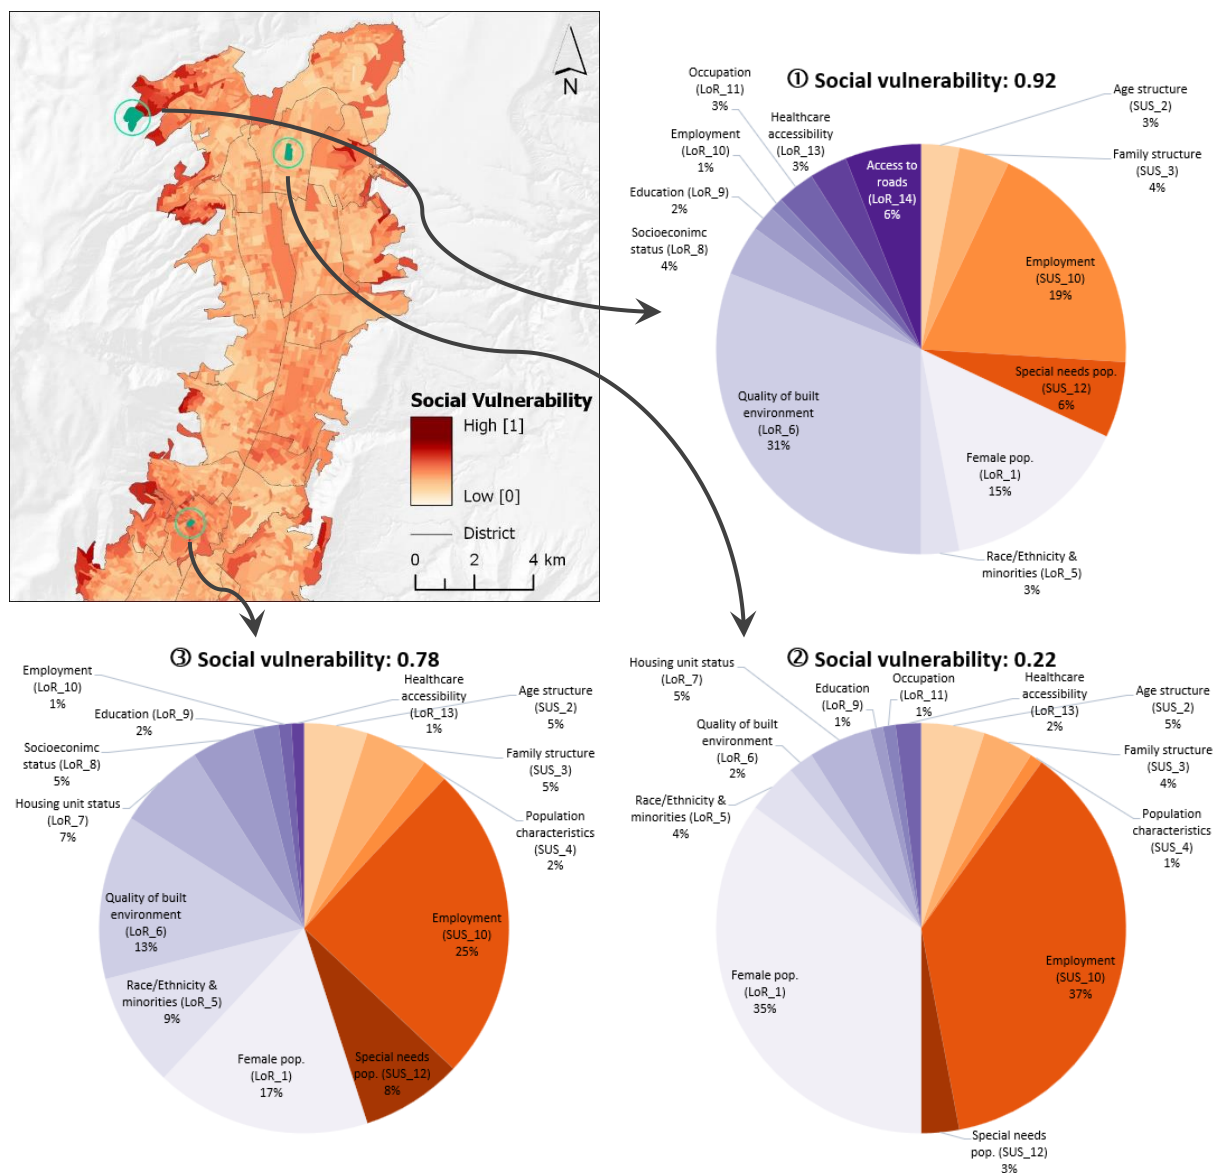 N
Social Vulnerability
High [1]
Low [0]
District
0 2 4 km
① Social vulnerability: 0.92
Age structure
(SUS_2)
3%
Family structure
(SUS_3)
4%
Employment
(SUS_10)
19%
Special needs pop.
(SUS_12)
6%
Female pop.
(LoR_1)
15%
Race/Ethnicity &
minorities (LoR_5)
3%
Quality of built
environment
(LoR_6)
31%
Socioeconimc
status (LoR_8)
4%
Education (LoR_9)
2%
Employment
(LoR_10)
1%
Occupation
(LoR_11)
3%
Healthcare
accessibility
(LoR_13)
3%
Access to
roads
(LoR_14)
6%
③ Social vulnerability: 0.78
Age structure
(SUS_2)
5%
Family structure
(SUS_3)
5%
Population
characteristics
(SUS_4)
2%
Employment
(SUS_10)
25%
Special needs
pop. (SUS_12)
8%
Female pop.
(LoR_1)
17%
Race/Ethnicity &
minorities (LoR_5)
9%
Quality of built
environment
(LoR_6)
13%
Housing unit status
(LoR_7)
7%
Socioeconimc
status (LoR_8)
5%
Education (LoR_9)
2%
Employment
(LoR_10)
1%
Healthcare
accessibility
(LoR_13)
1%
② Social vulnerability: 0.22
Age structure
(SUS_2)
5%
Family structure
(SUS_3)
4%
Population
characteristics
(SUS_4)
1%
Employment
(SUS_10)
37%
Special needs
pop. (SUS_12)
3%
Female pop.
(LoR_1)
35%
Race/Ethnicity &
minorities (LoR_5)
4%
Quality of built
environment
(LoR_6)
2%
Housing unit status
(LoR_7)
5%
Education
(LoR_9)
1%
Occupation
(LoR_11)
1%
Healthcare
accessibility
(LoR_13)
2%